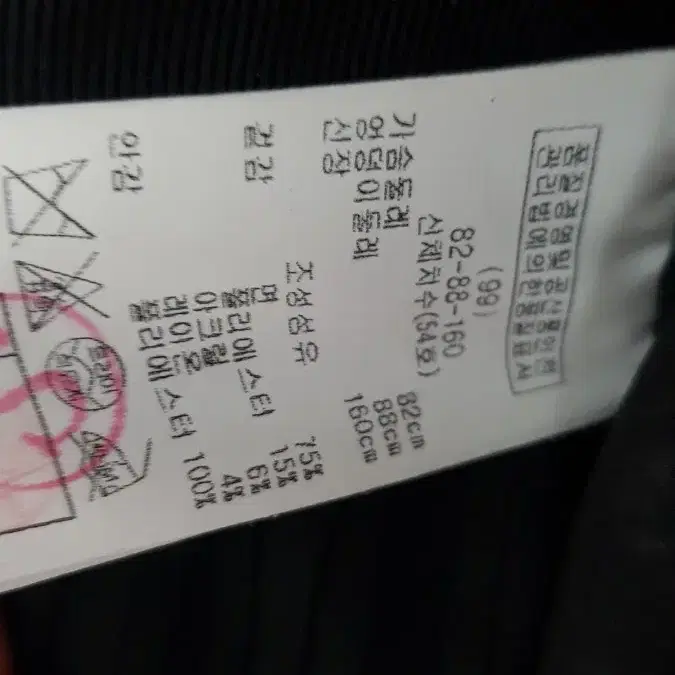 품질경영및공산품안전
관리법에의한품질표시
(99)
82-88-160
신체치수(54호)
가슴둘레 82cm
엉덩이둘레 88cm
신장 160cm
조성섬유
겉감 면 75%
폴리에스터 15%
아크릴 6%
레이온 4%
안감 폴리에스터 100%
드라이